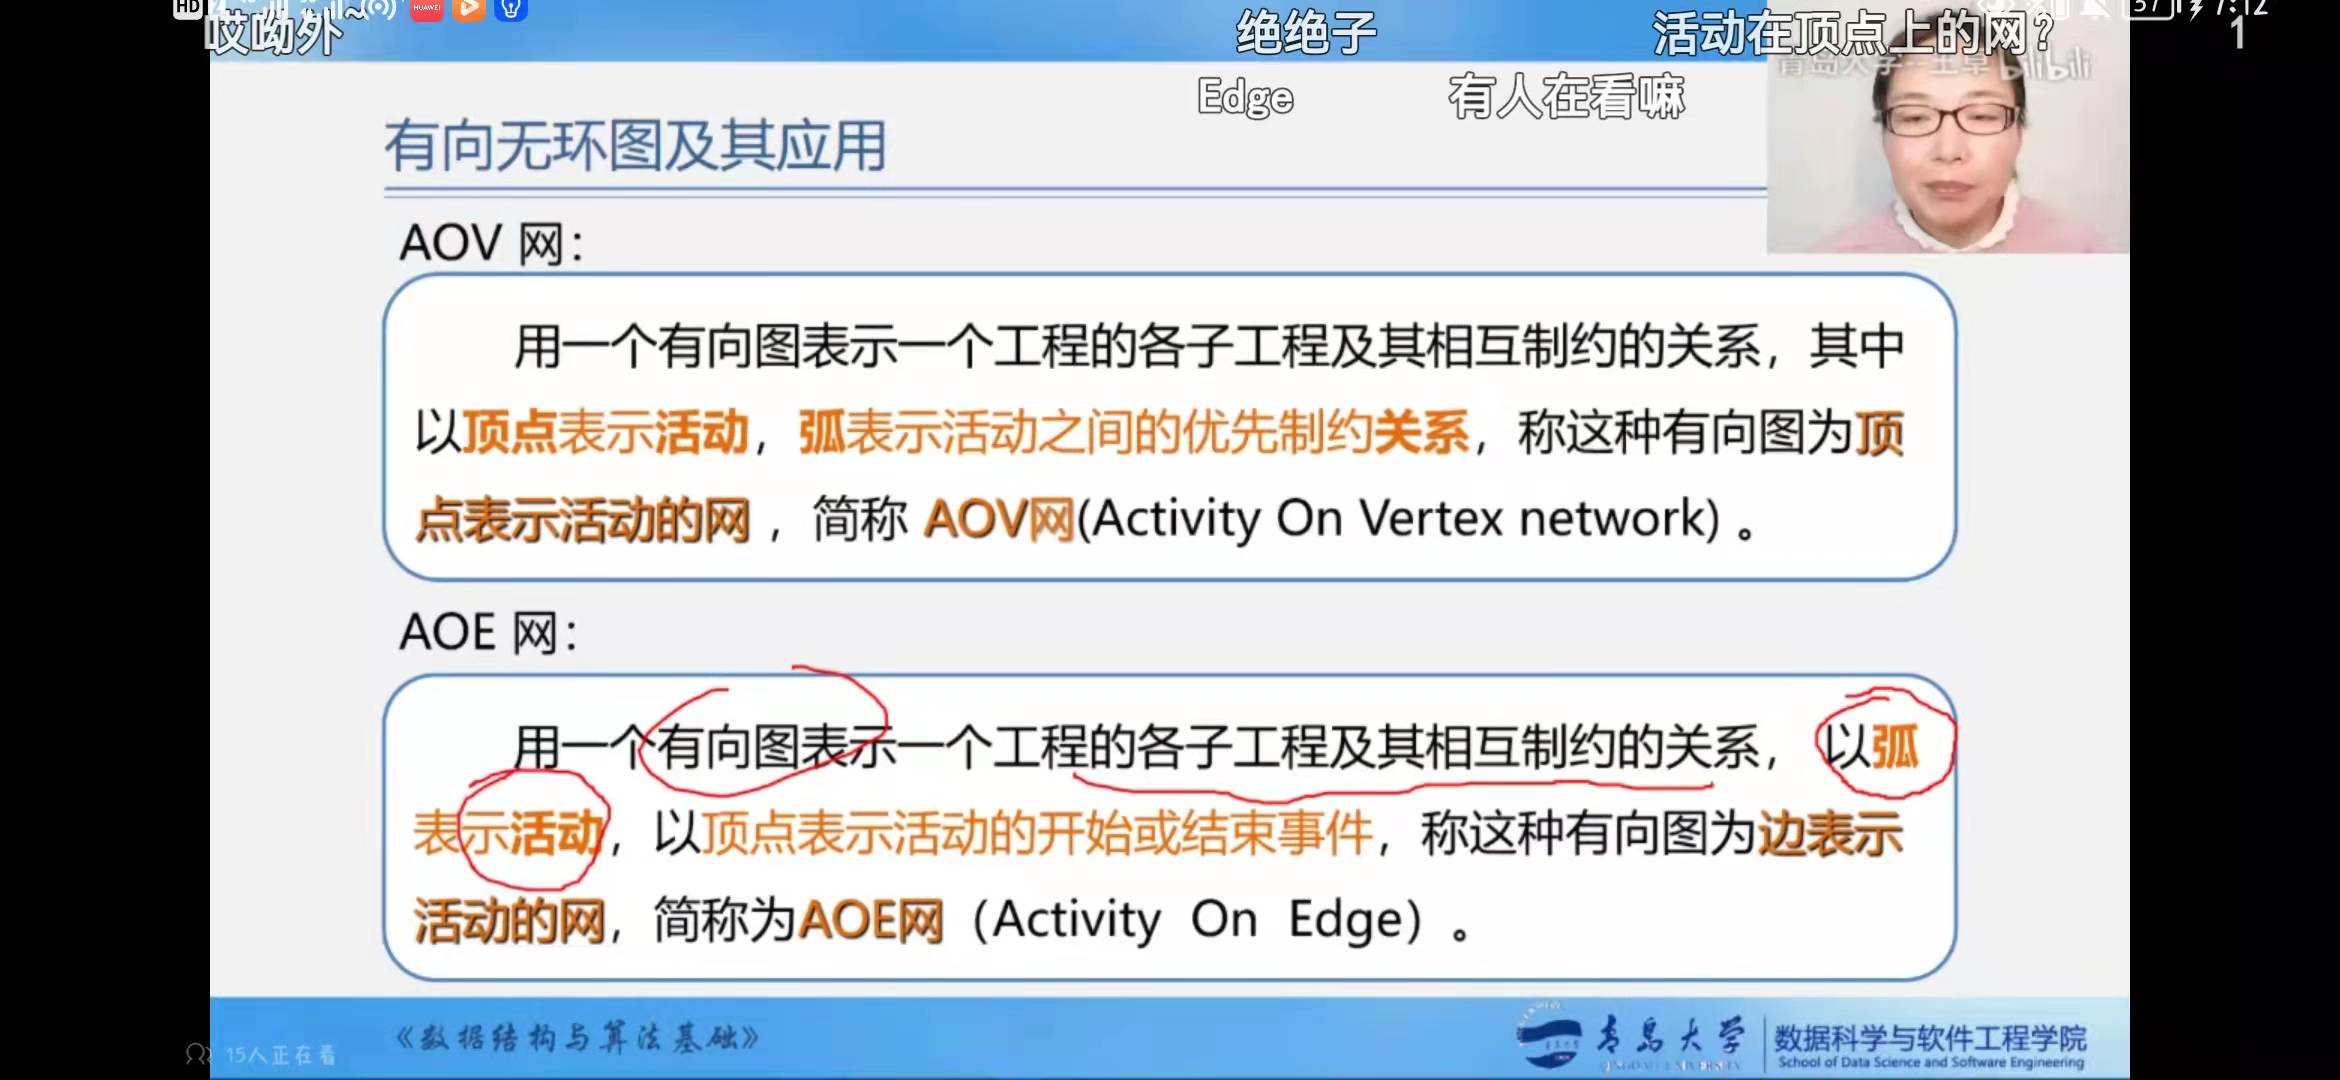 HD
HUAWEI
57 7:12
哎呦外~
绝绝子
活动在顶点上的网?
1
Edge
有人在看嘛
bilibili
有向无环图及其应用
AOV 网：
用一个有向图表示一个工程的各子工程及其相互制约的关系，其中
以顶点表示活动，弧表示活动之间的优先制约关系，称这种有向图为顶
点表示活动的网，简称 AOV网(Activity On Vertex network) 。
AOE 网：
用一个有向图表示一个工程的各子工程及其相互制约的关系，以弧
表示活动，以顶点表示活动的开始或结束事件，称这种有向图为边表示
活动的网，简称为AOE网（Activity On Edge）。
《数据结构与算法基础》
15人正在看
青岛大学
QINGDAO UNIVERSITY
数据科学与软件工程学院
School of Data Science and Software Engineering